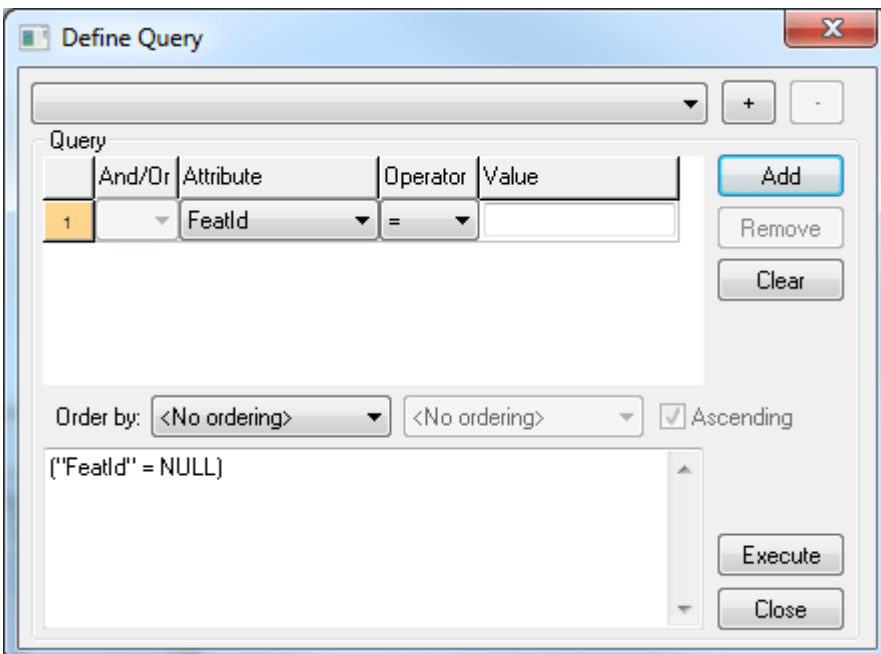 Define Query
+ -
Query
And/Or Attribute Operator Value
Add
1 FeatId =
Remove
Clear
Order by: <No ordering> <No ordering> Ascending
("FeatId" = NULL)
Execute
Close